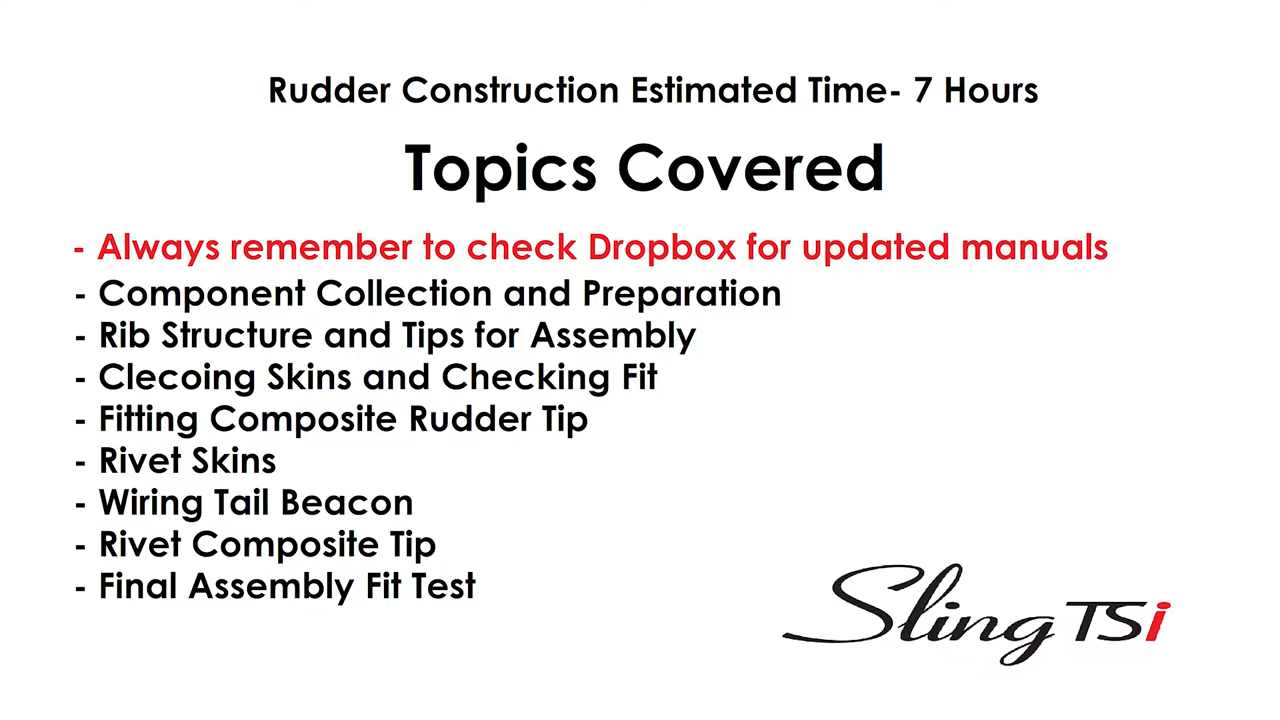 Rudder Construction Estimated Time- 7 Hours
Topics Covered
- Always remember to check Dropbox for updated manuals
- Component Collection and Preparation
- Rib Structure and Tips for Assembly
- Clecoing Skins and Checking Fit
- Fitting Composite Rudder Tip
- Rivet Skins
- Wiring Tail Beacon
- Rivet Composite Tip
- Final Assembly Fit Test
Sling TSi